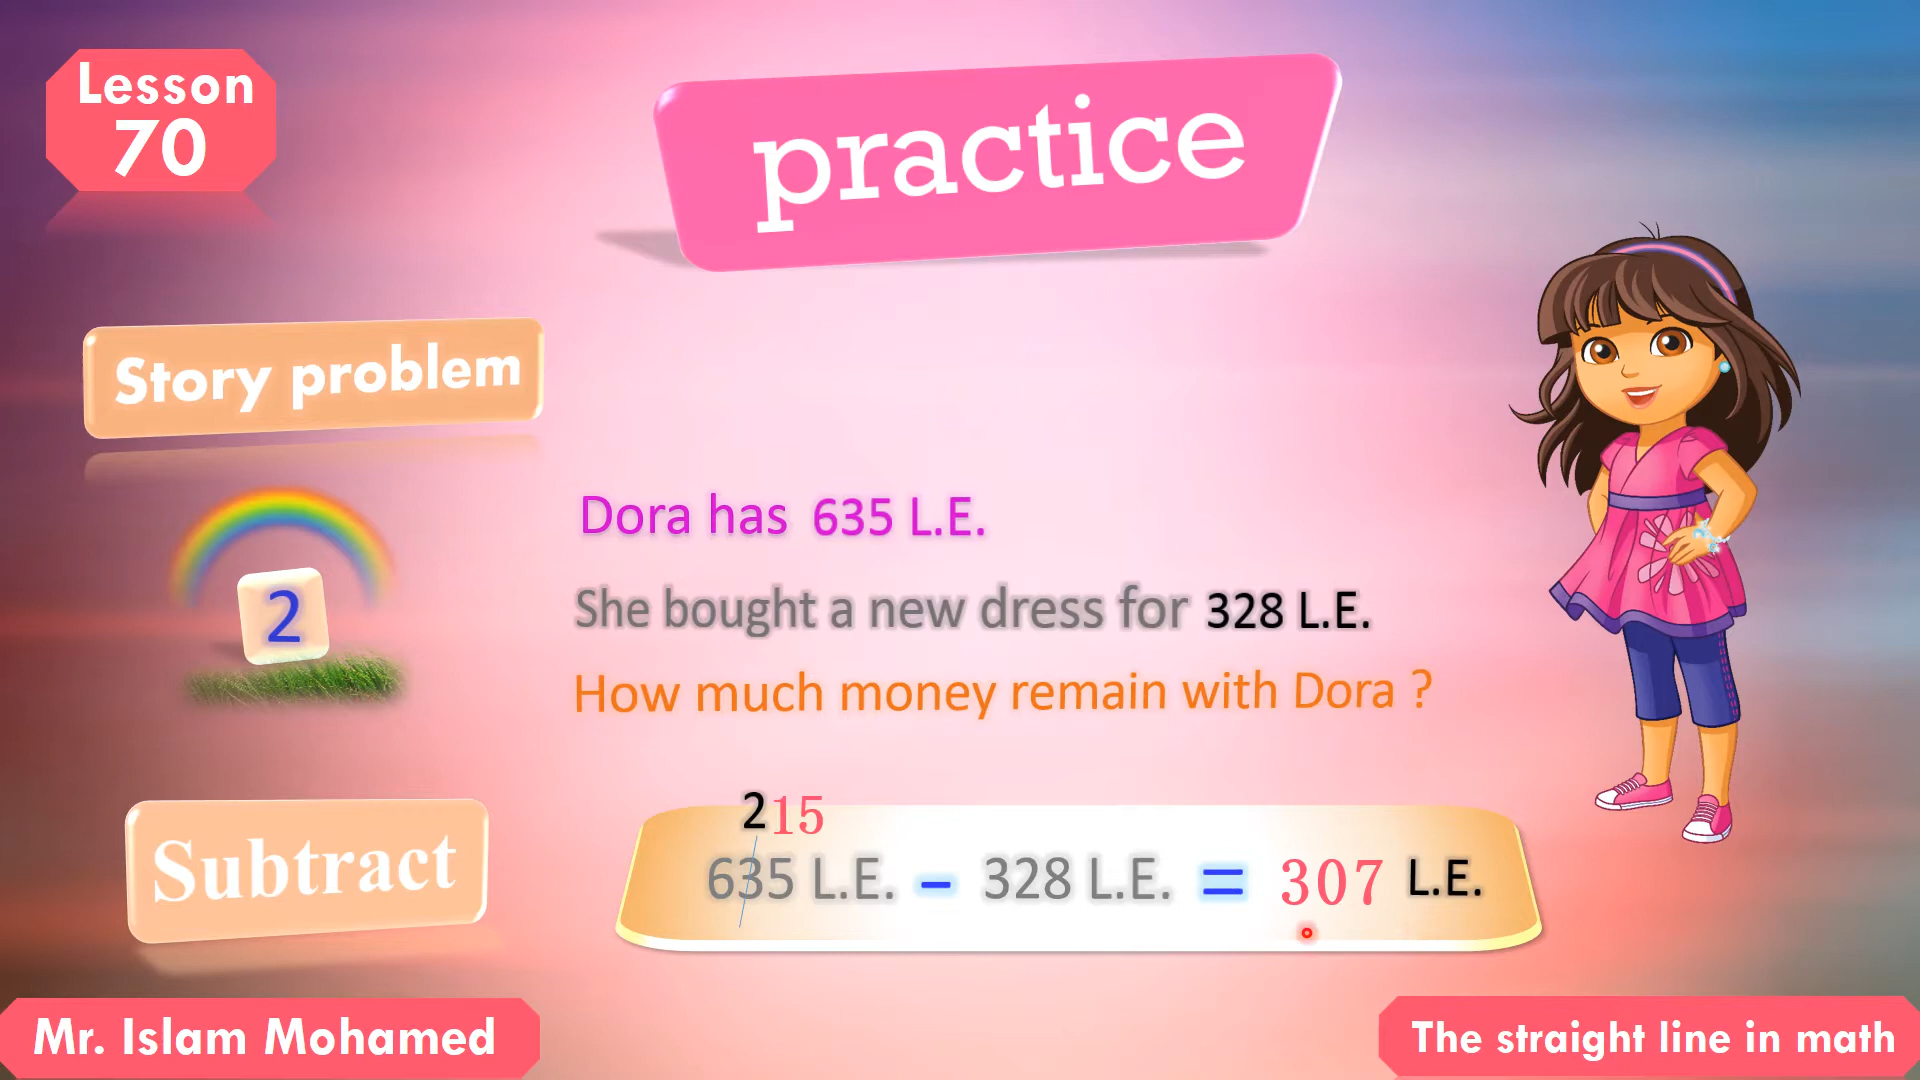 Lesson
70
practice
Story problem
2
Dora has 635 L.E.
She bought a new dress for 328 L.E.
How much money remain with Dora ?
Subtract
215
635 L.E. - 328 L.E. = 307 L.E.
Mr. Islam Mohamed
The straight line in math